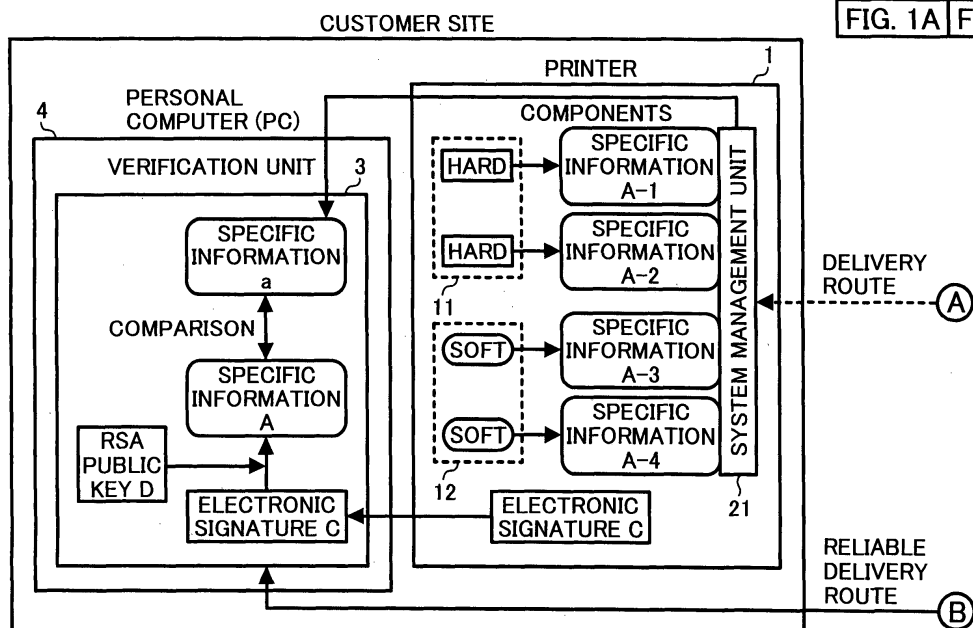 CUSTOMER SITE
FIG. 1A F
PRINTER
1
PERSONAL
COMPUTER (PC)
4
VERIFICATION UNIT
3
COMPONENTS
HARD
SPECIFIC
INFORMATION
A-1
HARD
SPECIFIC
INFORMATION
A-2
11
SOFT
SPECIFIC
INFORMATION
A-3
SOFT
SPECIFIC
INFORMATION
A-4
12
SYSTEM MANAGEMENT UNIT
21
SPECIFIC
INFORMATION
a
COMPARISON
SPECIFIC
INFORMATION
A
RSA
PUBLIC
KEY D
ELECTRONIC
SIGNATURE C
ELECTRONIC
SIGNATURE C
DELIVERY
ROUTE
A
RELIABLE
DELIVERY
ROUTE
B